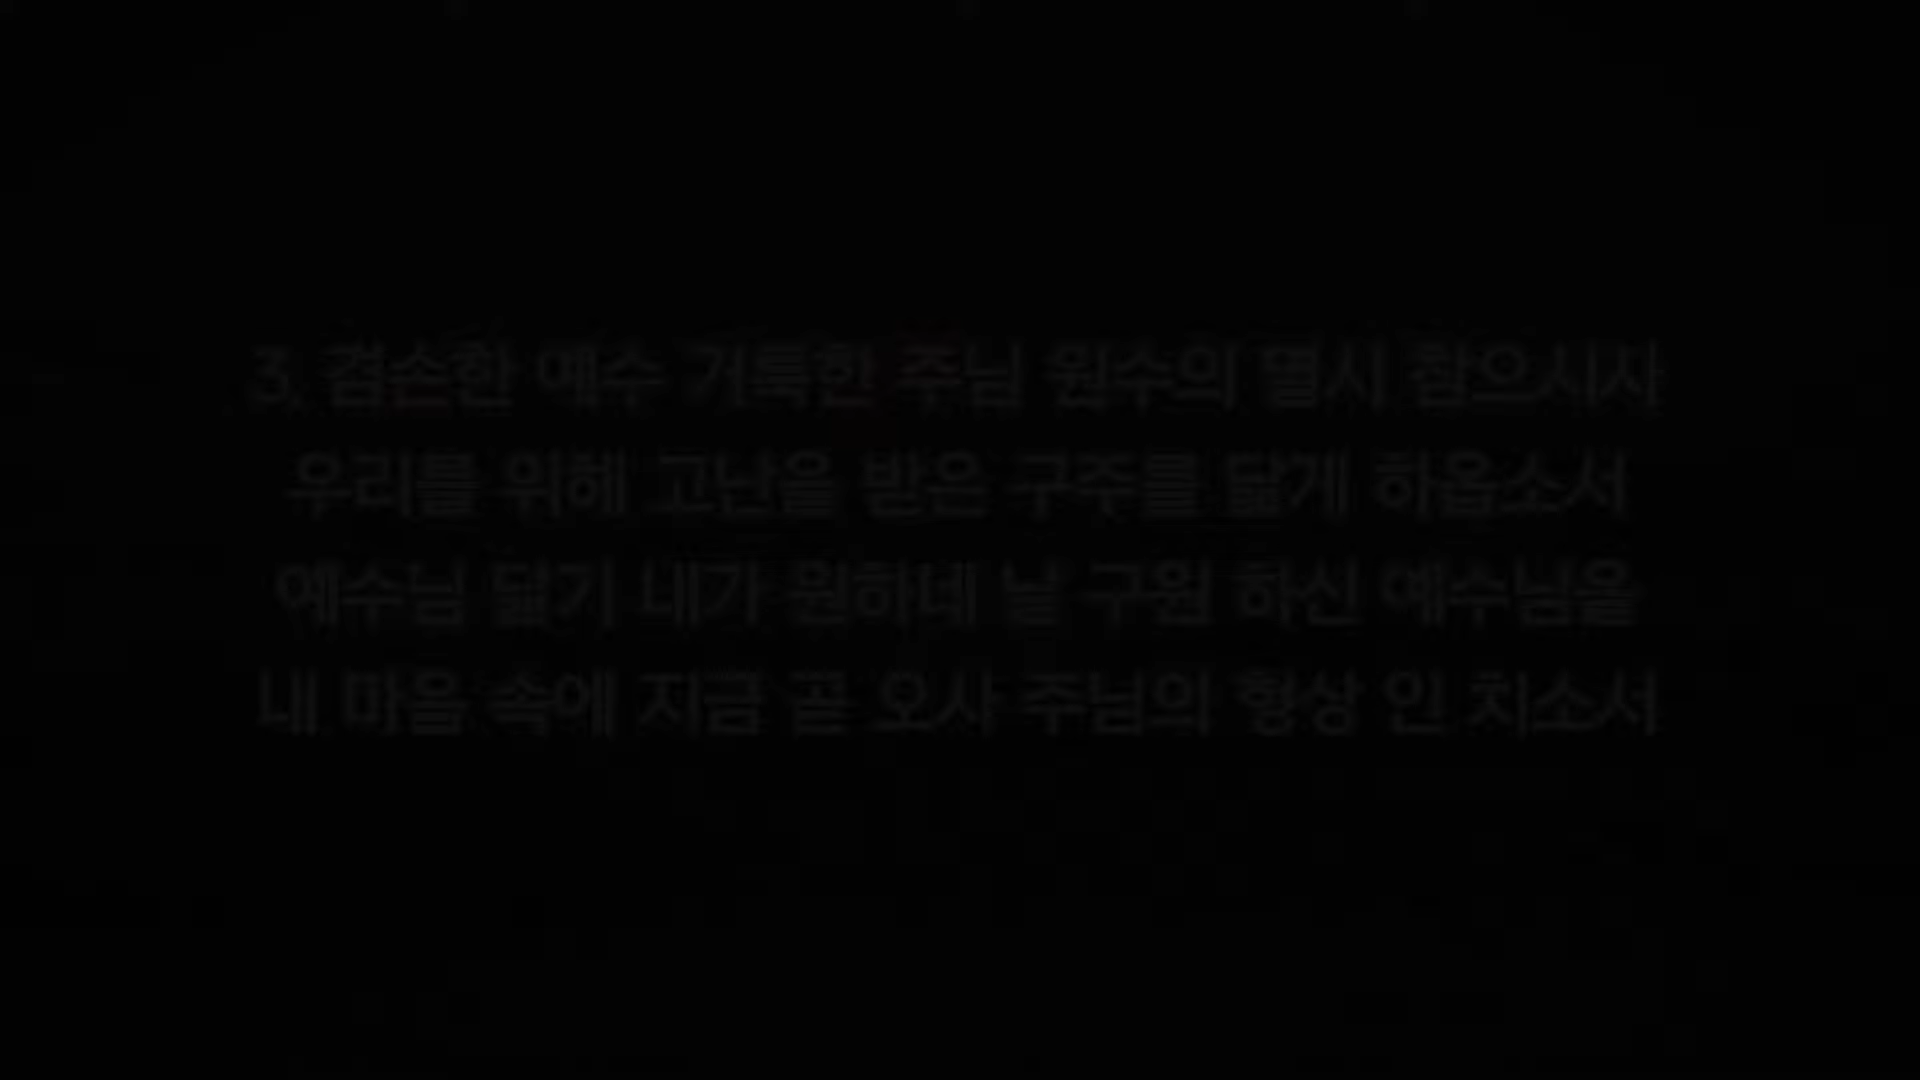 3. 겸손한 예수 거룩한 주님 원수의 멸시 참으시사
우리를 위해 고난을 받은 구주를 닮게 하옵소서
예수님 닮기 내가 원하네 날 구원 하신 예수님을
내 마음 속에 지금 곧 오사 주님의 형상 인 치소서